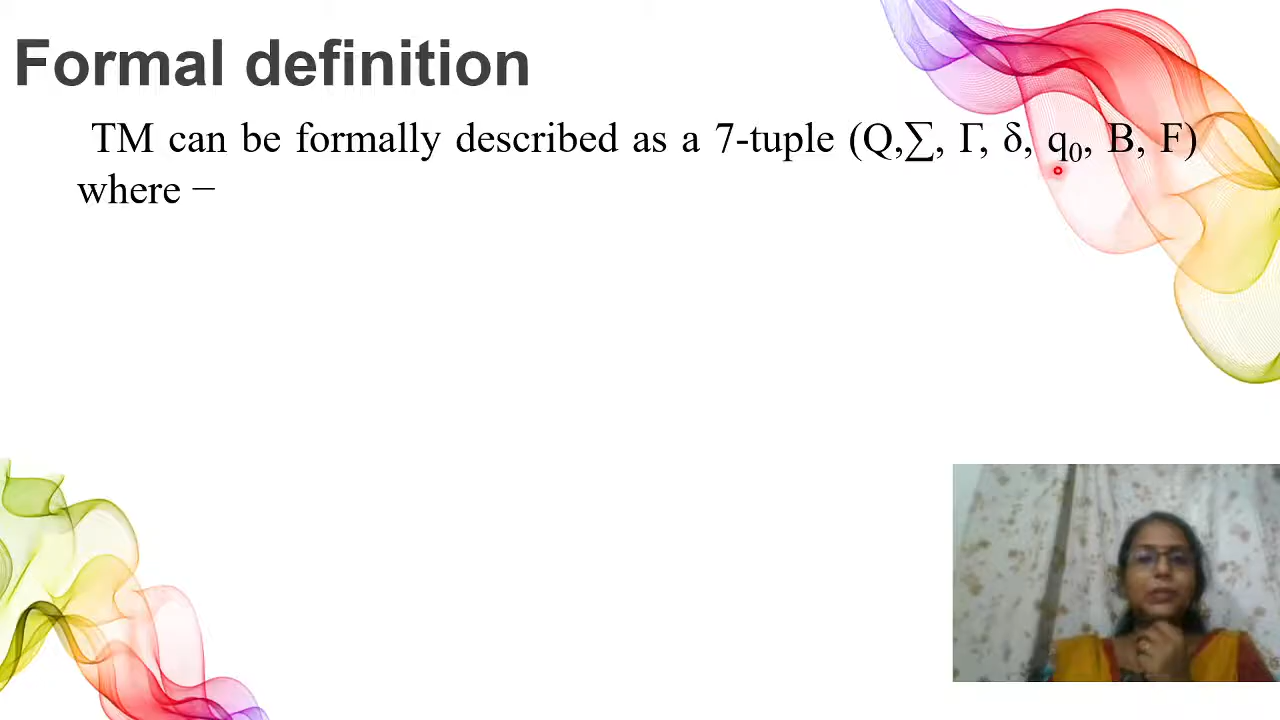 Formal definition
TM can be formally described as a 7-tuple (Q,∑, Γ, δ, q₀, B, F)
where −